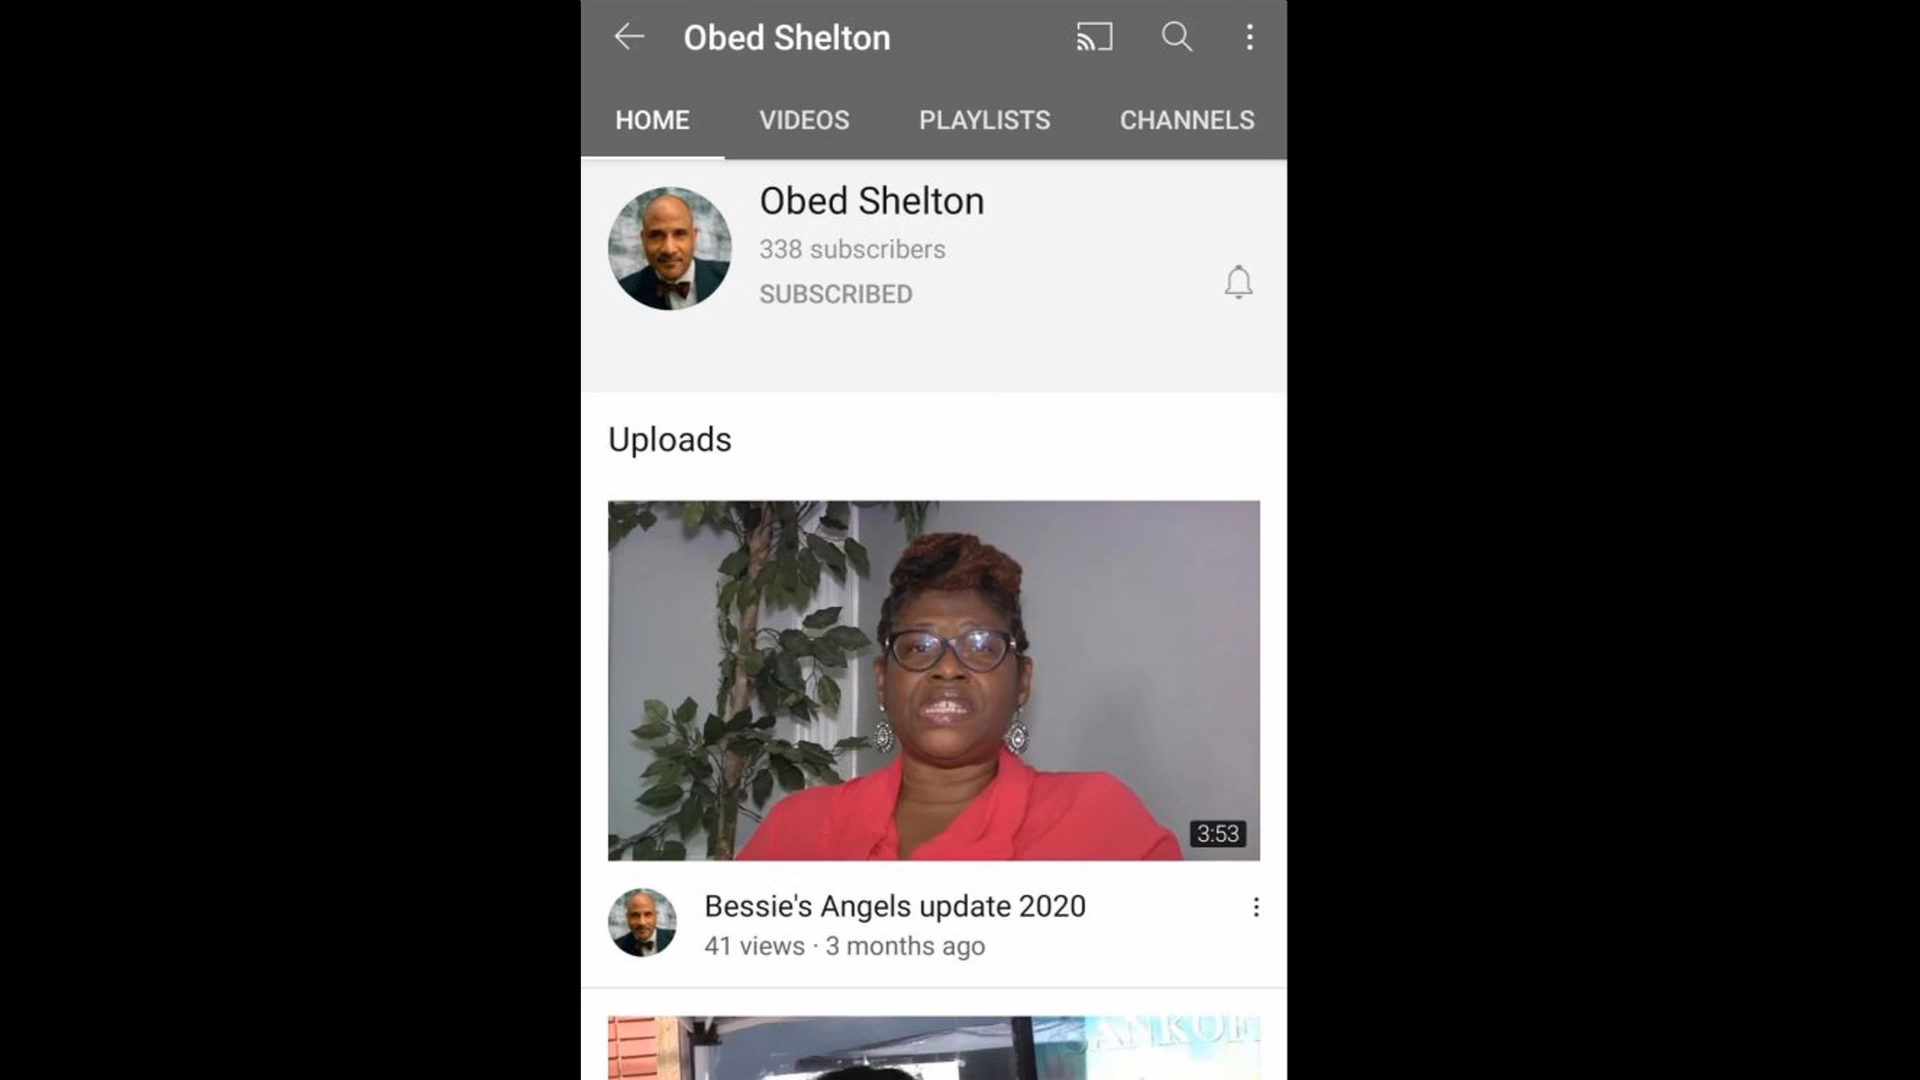 Obed Shelton
HOME VIDEOS PLAYLISTS CHANNELS
Obed Shelton
338 subscribers
SUBSCRIBED
Uploads
3:53
Bessie's Angels update 2020
41 views · 3 months ago